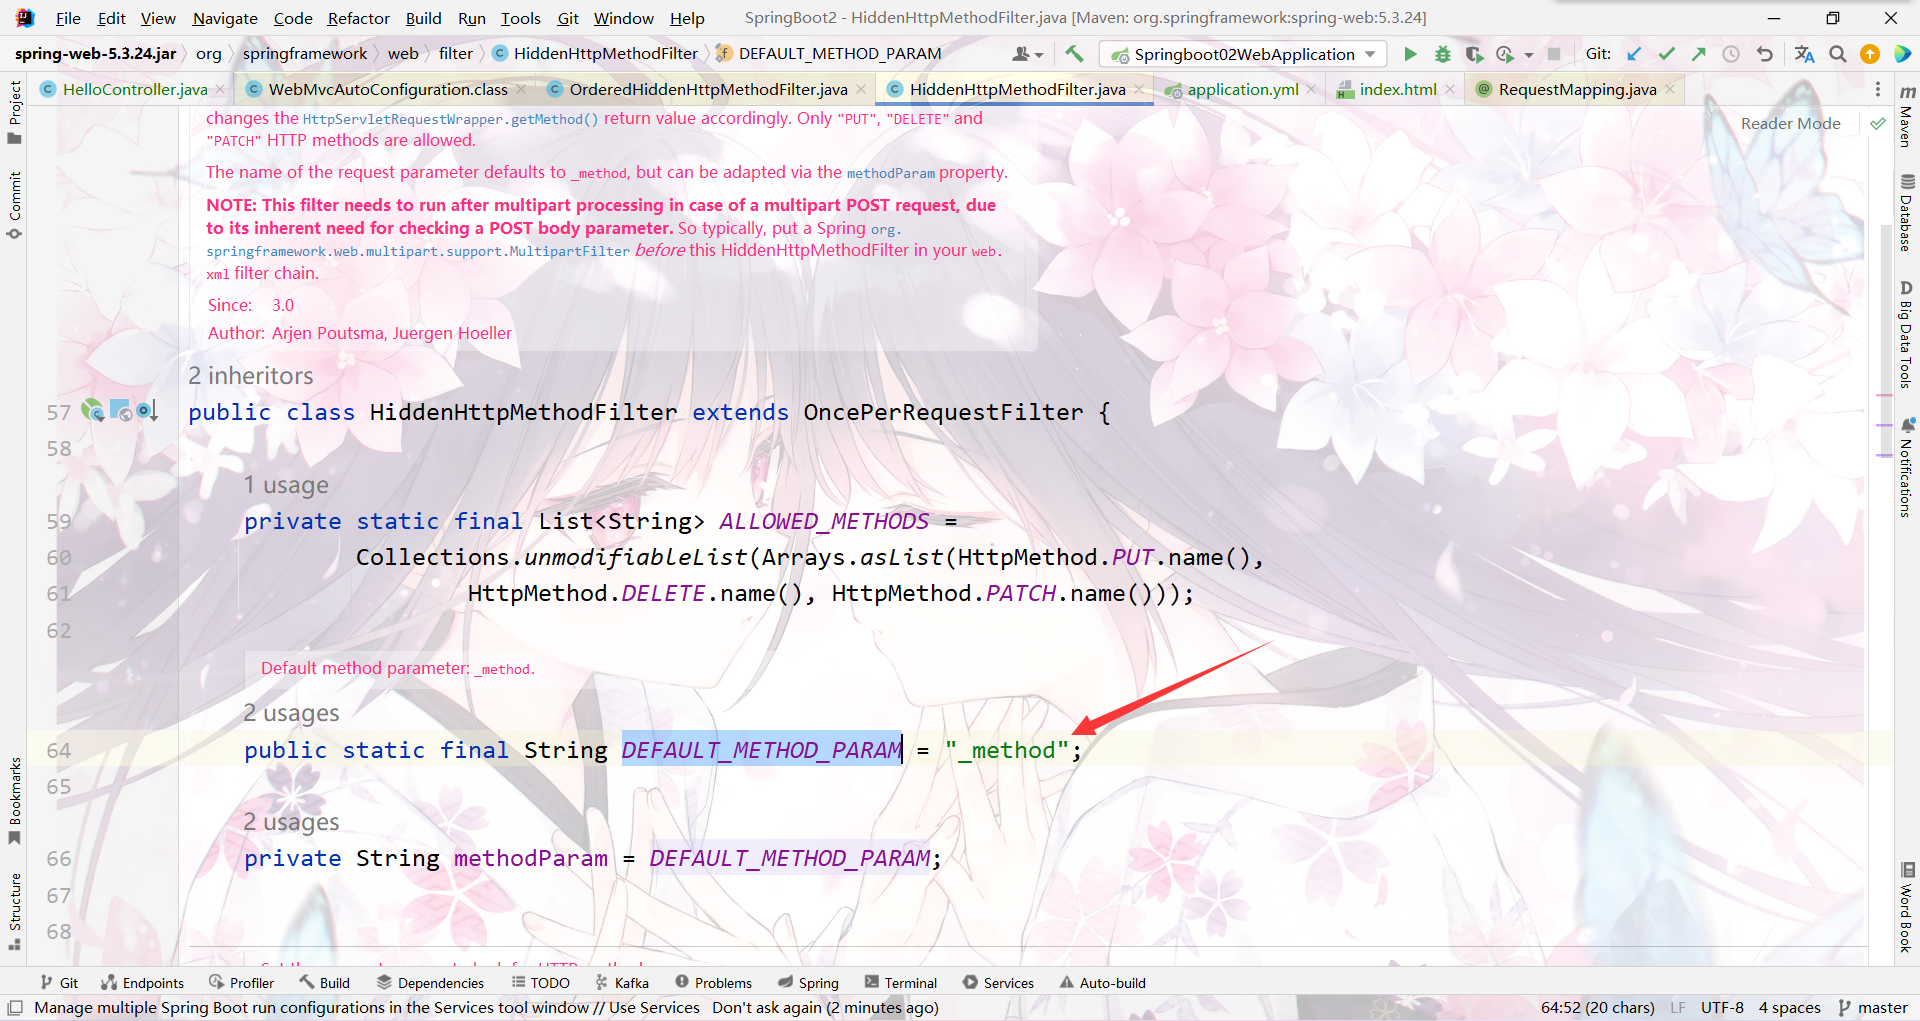 File Edit View Navigate Code Refactor Build Run Tools Git Window Help SpringBoot2 - HiddenHttpMethodFilter.java [Maven: org.springframework:spring-web:5.3.24]
spring-web-5.3.24.jar org springframework web filter HiddenHttpMethodFilter DEFAULT_METHOD_PARAM Springboot02WebApplication Git:
HelloController.java WebMvcAutoConfiguration.class OrderedHiddenHttpMethodFilter.java HiddenHttpMethodFilter.java application.yml index.html RequestMapping.java
Project
Commit
Bookmarks
Structure
Maven
Database
Big Data Tools
Notifications
Word Book
Reader Mode
changes the HttpServletRequestWrapper.getMethod() return value accordingly. Only "PUT", "DELETE" and
"PATCH" HTTP methods are allowed.
The name of the request parameter defaults to _method, but can be adapted via the methodParam property.
NOTE: This filter needs to run after multipart processing in case of a multipart POST request, due
to its inherent need for checking a POST body parameter. So typically, put a Spring org.
springframework.web.multipart.support.MultipartFilter before this HiddenHttpMethodFilter in your web.
xml filter chain.
Since: 3.0
Author: Arjen Poutsma, Juergen Hoeller
2 inheritors
57 public class HiddenHttpMethodFilter extends OncePerRequestFilter {
58
1 usage
59 private static final List<String> ALLOWED_METHODS =
60 Collections.unmodifiableList(Arrays.asList(HttpMethod.PUT.name(),
61 HttpMethod.DELETE.name(), HttpMethod.PATCH.name()));
62
Default method parameter: _method.
2 usages
64 public static final String DEFAULT_METHOD_PARAM = "_method";
65
2 usages
66 private String methodParam = DEFAULT_METHOD_PARAM;
67
68
Git Endpoints Profiler Build Dependencies TODO Kafka Problems Spring Terminal Services Auto-build
Manage multiple Spring Boot run configurations in the Services tool window // Use Services Don't ask again (2 minutes ago) 64:52 (20 chars) LF UTF-8 4 spaces master